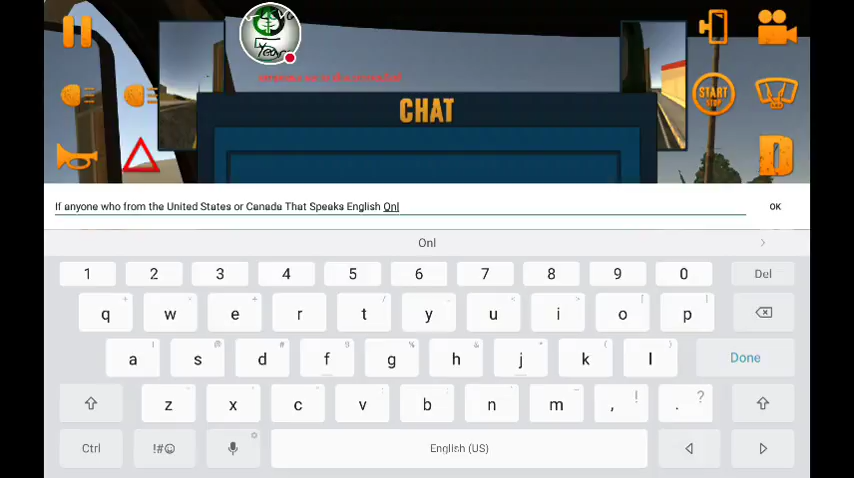 Years
CHAT
START
STOP
D
If anyone who from the United States or Canada That Speaks English Onl
OK
Onl
1 2 3 4 5 6 7 8 9 0 Del
q w e r t y u i o p
a s d f g h j k l Done
z x c v b n m , ! . ?
Ctrl !#☺ English (US)